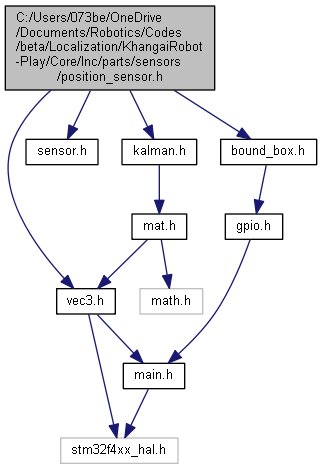 C:/Users/073be/OneDrive
/Documents/Robotics/Codes
/beta/Localization/KhangaiRobot
-Play/Core/Inc/parts/sensors
/position_sensor.h
sensor.h
kalman.h
bound_box.h
mat.h
gpio.h
vec3.h
math.h
main.h
stm32f4xx_hal.h